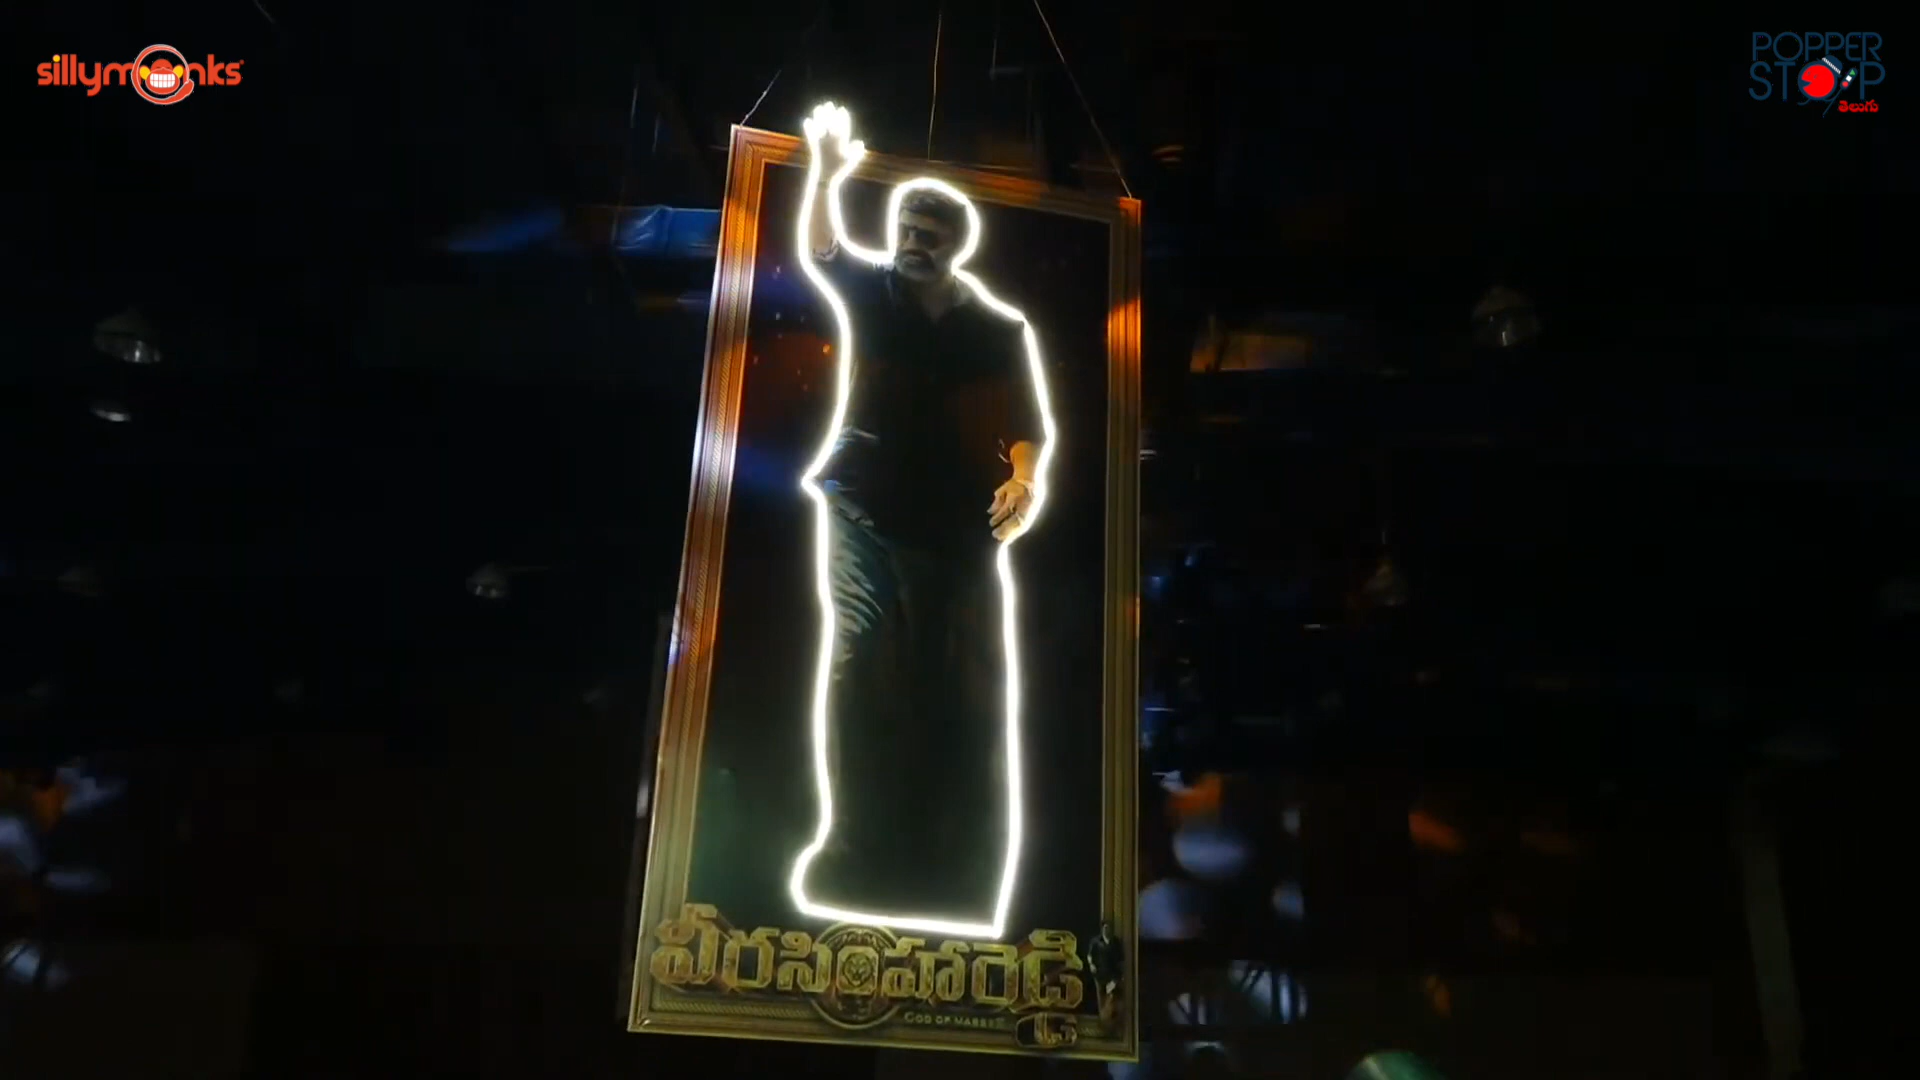 sillymonks
POPPER
STOP
తెలుగు
వీరసింహారెడ్డి
GOD OF MASSES